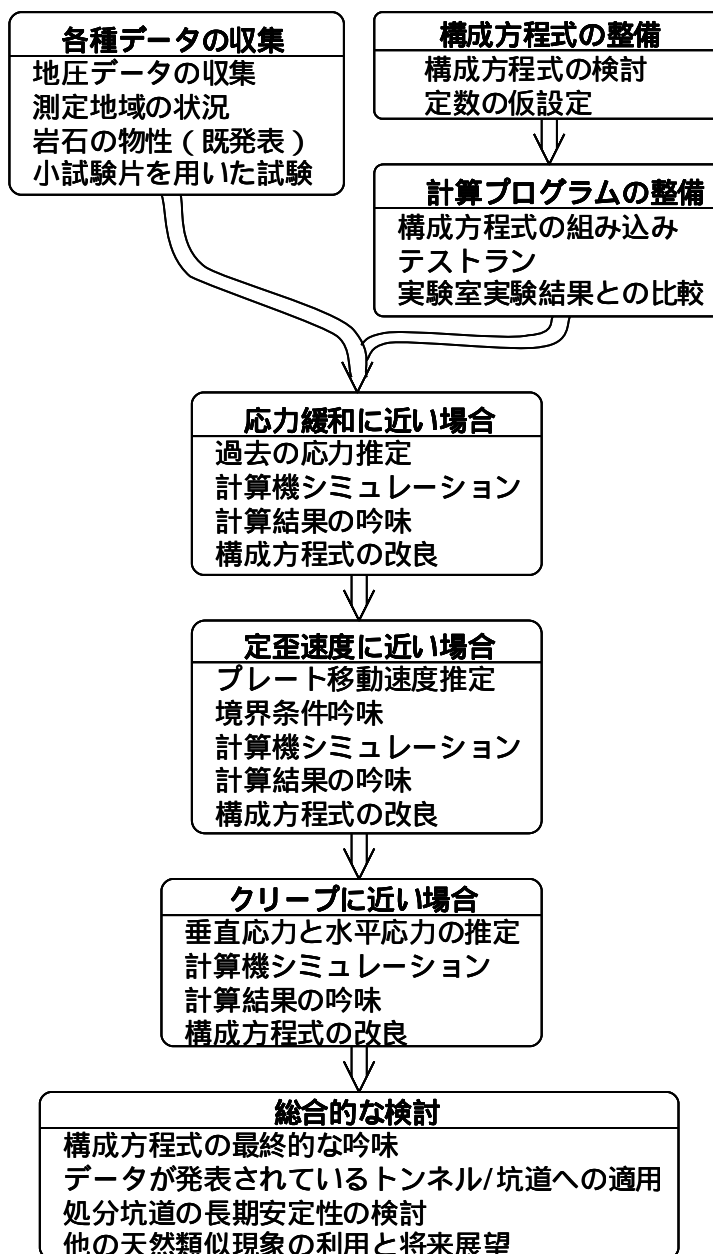 各種データの収集
地圧データの収集
測定地域の状況
岩石の物性(既発表)
小試験片を用いた試験
構成方程式の整備
構成方程式の検討
定数の仮設定
計算プログラムの整備
構成方程式の組み込み
テストラン
実験室実験結果との比較
応力緩和に近い場合
過去の応力推定
計算機シミュレーション
計算結果の吟味
構成方程式の改良
定歪速度に近い場合
プレート移動速度推定
境界条件吟味
計算機シミュレーション
計算結果の吟味
構成方程式の改良
クリープに近い場合
垂直応力と水平応力の推定
計算機シミュレーション
計算結果の吟味
構成方程式の改良
総合的な検討
構成方程式の最終的な吟味
データが発表されているトンネル/坑道への適用
処分坑道の長期安定性の検討
他の天然類似現象の利用と将来展望